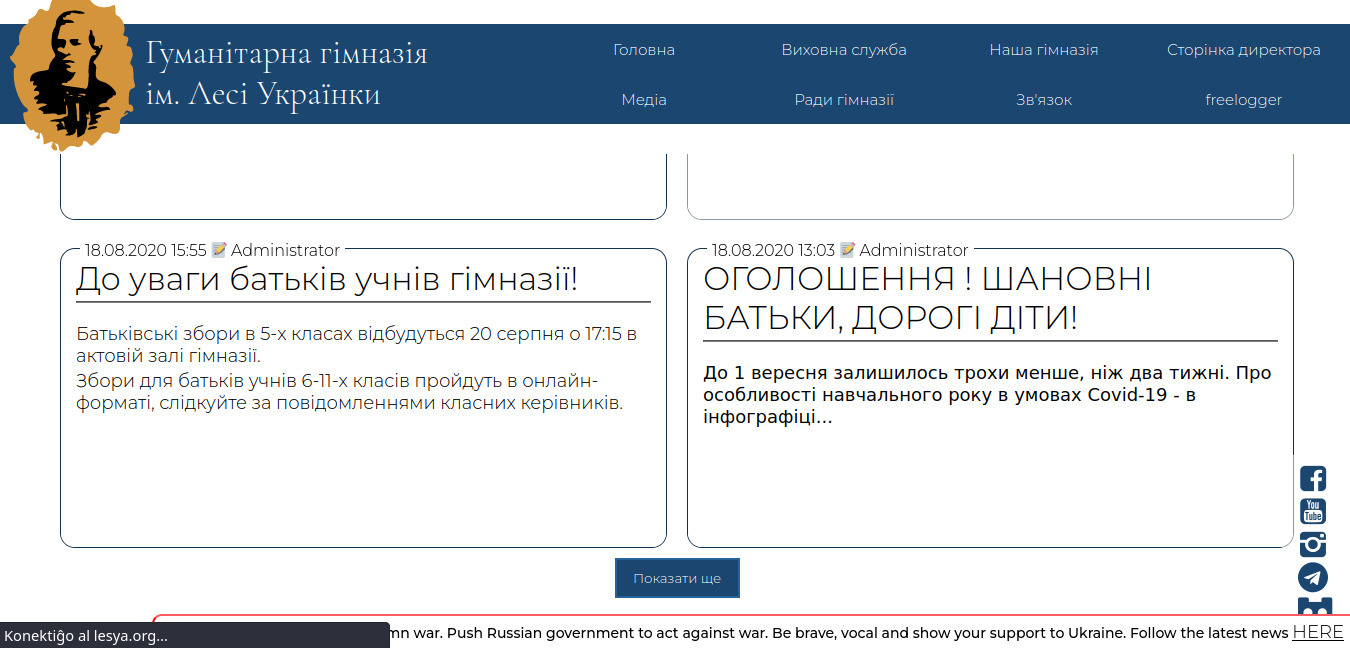 Гуманітарна гімназія
ім. Лесі Українки
Головна
Виховна служба
Наша гімназія
Сторінка директора
Медіа
Ради гімназії
Зв'язок
freelogger
18.08.2020 15:55 📝 Administrator
До уваги батьків учнів гімназії!
Батьківські збори в 5-х класах відбудуться 20 серпня о 17:15 в
актовій залі гімназії.
Збори для батьків учнів 6-11-х класів пройдуть в онлайн-
форматі, слідкуйте за повідомленнями класних керівників.
18.08.2020 13:03 📝 Administrator
ОГОЛОШЕННЯ ! ШАНОВНІ
БАТЬКИ, ДОРОГІ ДІТИ!
До 1 вересня залишилось трохи менше, ніж два тижні. Про
особливості навчального року в умовах Covid-19 - в
інфографіці...
You
Tube
Показати ще
war. Push Russian government to act against war. Be brave, vocal and show your support to Ukraine. Follow the latest news HERE
Konektiĝo al lesya.org...